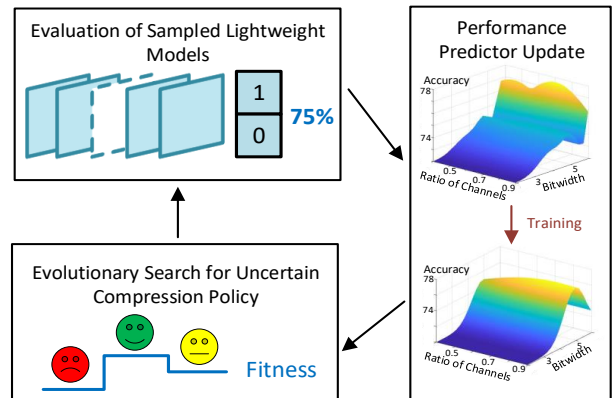 Evaluation of Sampled Lightweight
Models
1
0
75%
Performance
Predictor Update
Accuracy
78
74
0.5
0.7
0.9
3
5
Ratio of Channels
Bitwidth
Training
Accuracy
78
74
0.5
0.7
0.9
3
5
Ratio of Channels
Bitwidth
Evolutionary Search for Uncertain
Compression Policy
Fitness